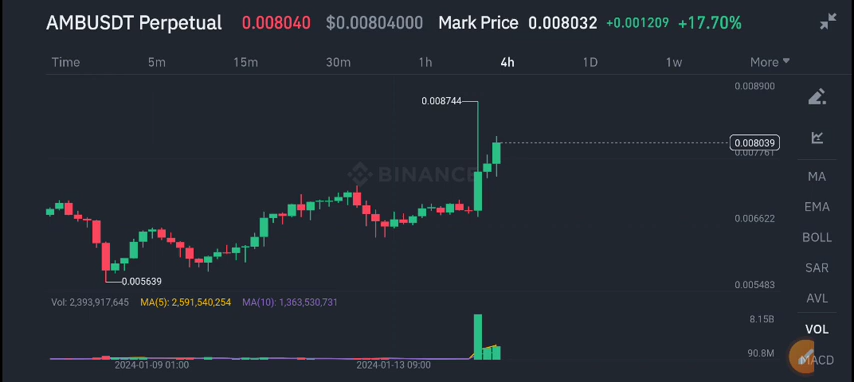 AMBUSDT Perpetual 0.008040 $0.00804000 Mark Price 0.008032 +0.001209 +17.70%
Time 5m 15m 30m 1h 4h 1D 1w More
0.008900
0.008744
0.008039
0.007761
BINANCE
MA
EMA
0.006622
BOLL
SAR
0.005639
0.005483
AVL
Vol: 2,393,917,645 MA(5): 2,591,540,254 MA(10): 1,363,530,731
8.15B
VOL
90.8M
MACD
2024-01-09 01:00 2024-01-13 09:00